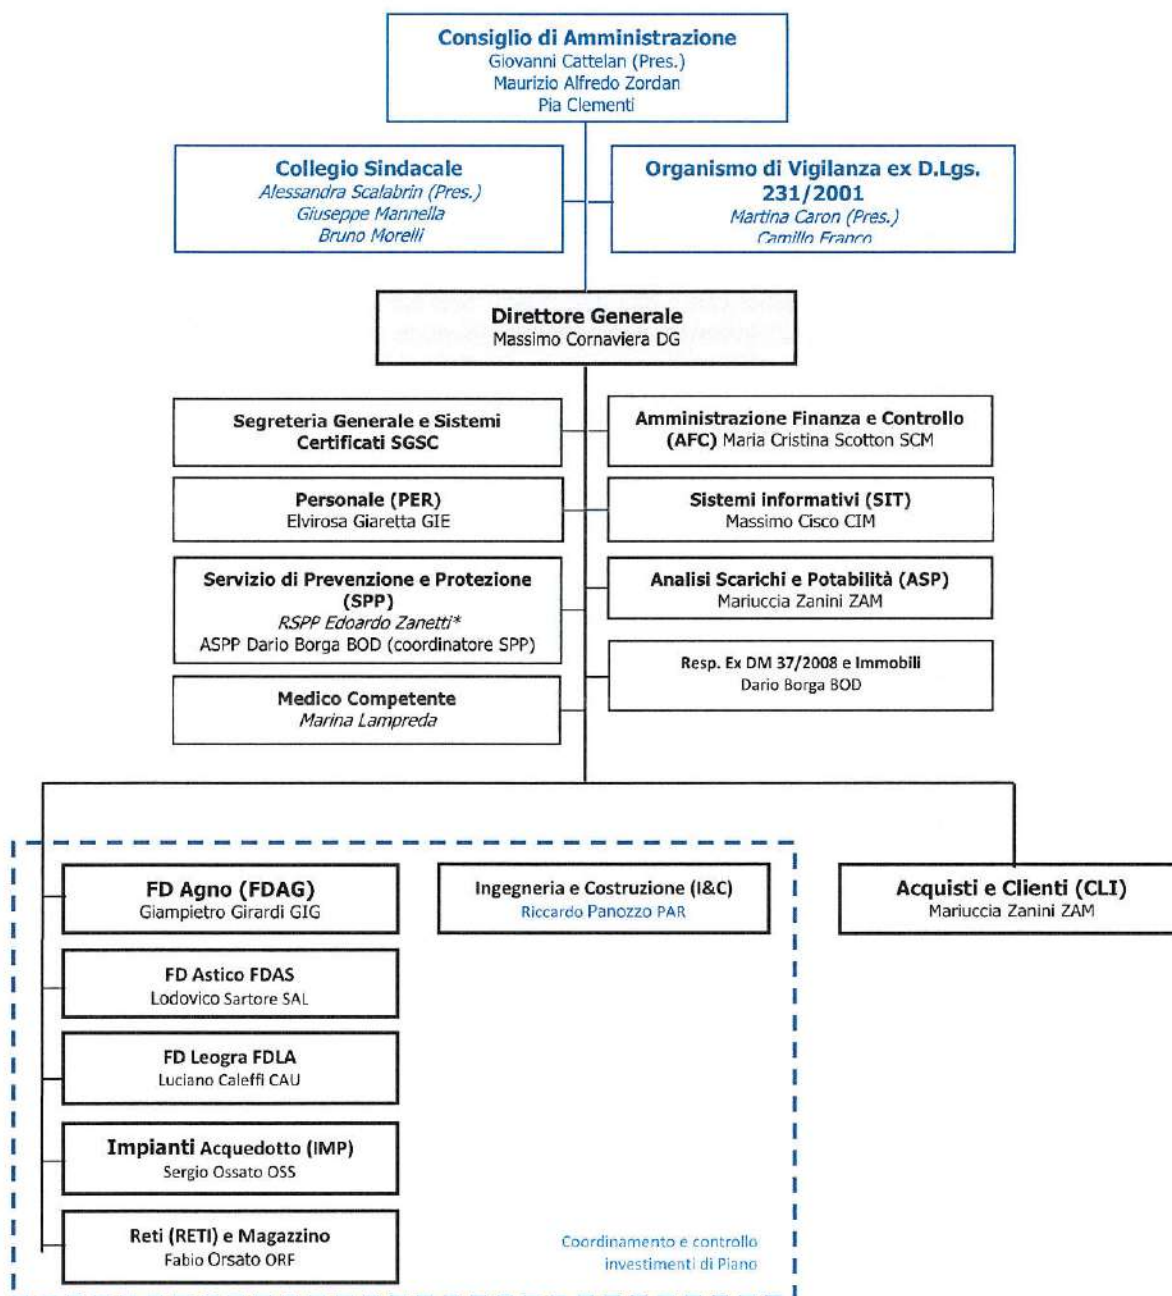 Consiglio di Amministrazione
Giovanni Cattelan (Pres.)
Maurizio Alfredo Zordan
Pia Clementi
Collegio Sindacale
Alessandra Scalabrin (Pres.)
Giuseppe Mannella
Bruno Morelli
Organismo di Vigilanza ex D.Lgs.
231/2001
Martina Caron (Pres.)
Camillo Franco
Direttore Generale
Massimo Cornaviera DG
Segreteria Generale e Sistemi
Certificati SGSC
Amministrazione Finanza e Controllo
(AFC) Maria Cristina Scotton SCM
Personale (PER)
Elvirosa Giaretta GIE
Sistemi informativi (SIT)
Massimo Cisco CIM
Servizio di Prevenzione e Protezione
(SPP)
RSPP Edoardo Zanetti*
ASPP Dario Borga BOD (coordinatore SPP)
Analisi Scarichi e Potabilità (ASP)
Mariuccia Zanini ZAM
Resp. Ex DM 37/2008 e Immobili
Dario Borga BOD
Medico Competente
Marina Lampreda
FD Agno (FDAG)
Giampietro Girardi GIG
Ingegneria e Costruzione (I&C)
Riccardo Panozzo PAR
Acquisti e Clienti (CLI)
Mariuccia Zanini ZAM
FD Astico FDAS
Lodovico Sartore SAL
FD Leogra FDLA
Luciano Caleffi CAU
Impianti Acquedotto (IMP)
Sergio Ossato OSS
Reti (RETI) e Magazzino
Fabio Orsato ORF
Coordinamento e controllo
investimenti di Piano